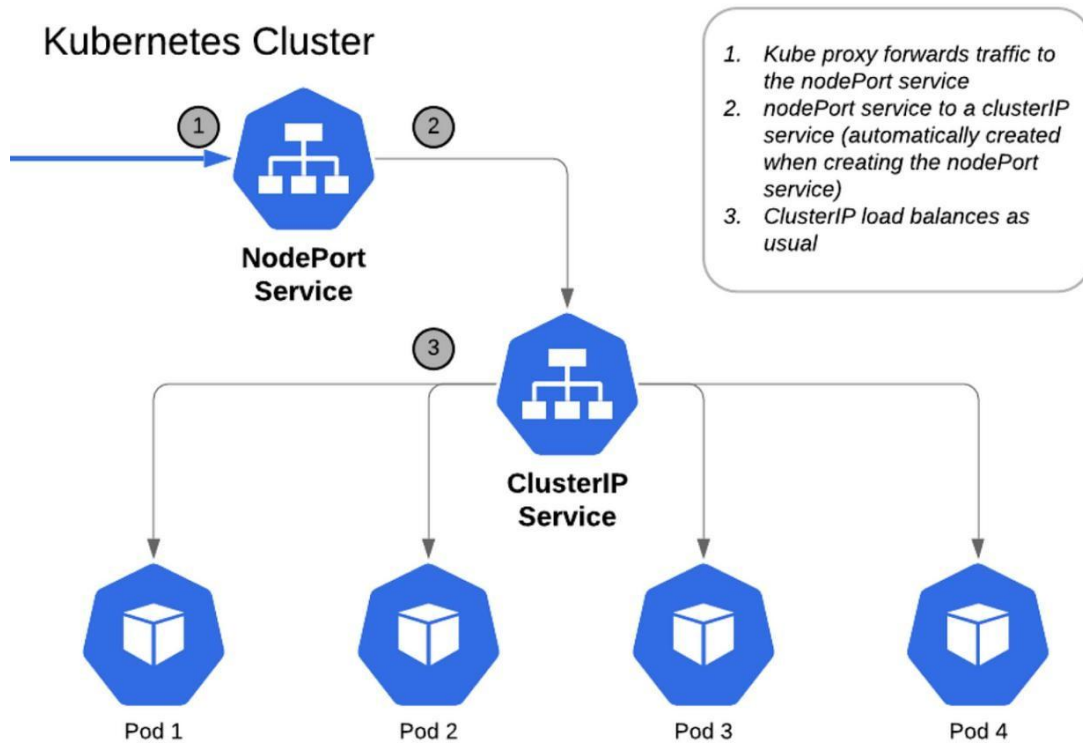 Kubernetes Cluster
1. Kube proxy forwards traffic to
the nodePort service
2. nodePort service to a clusterIP
service (automatically created
when creating the nodePort
service)
3. ClusterIP load balances as
usual
1
2
NodePort
Service
3
ClusterIP
Service
Pod 1
Pod 2
Pod 3
Pod 4